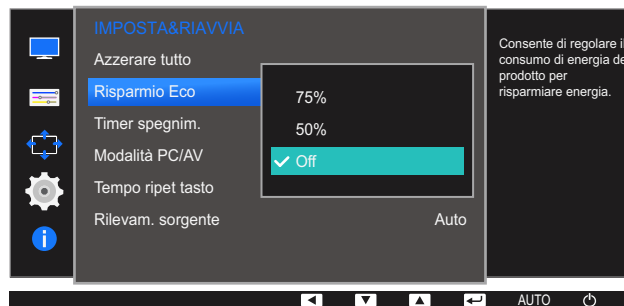 IMPOSTA&RIAVVIA
Azzerare tutto
Risparmio Eco
Timer spegnim.
Modalità PC/AV
Tempo ripet tasto
Rilevam. sorgente Auto
75%
50%
Off
Consente di regolare il
consumo di energia de
prodotto per
risparmiare energia.
AUTO